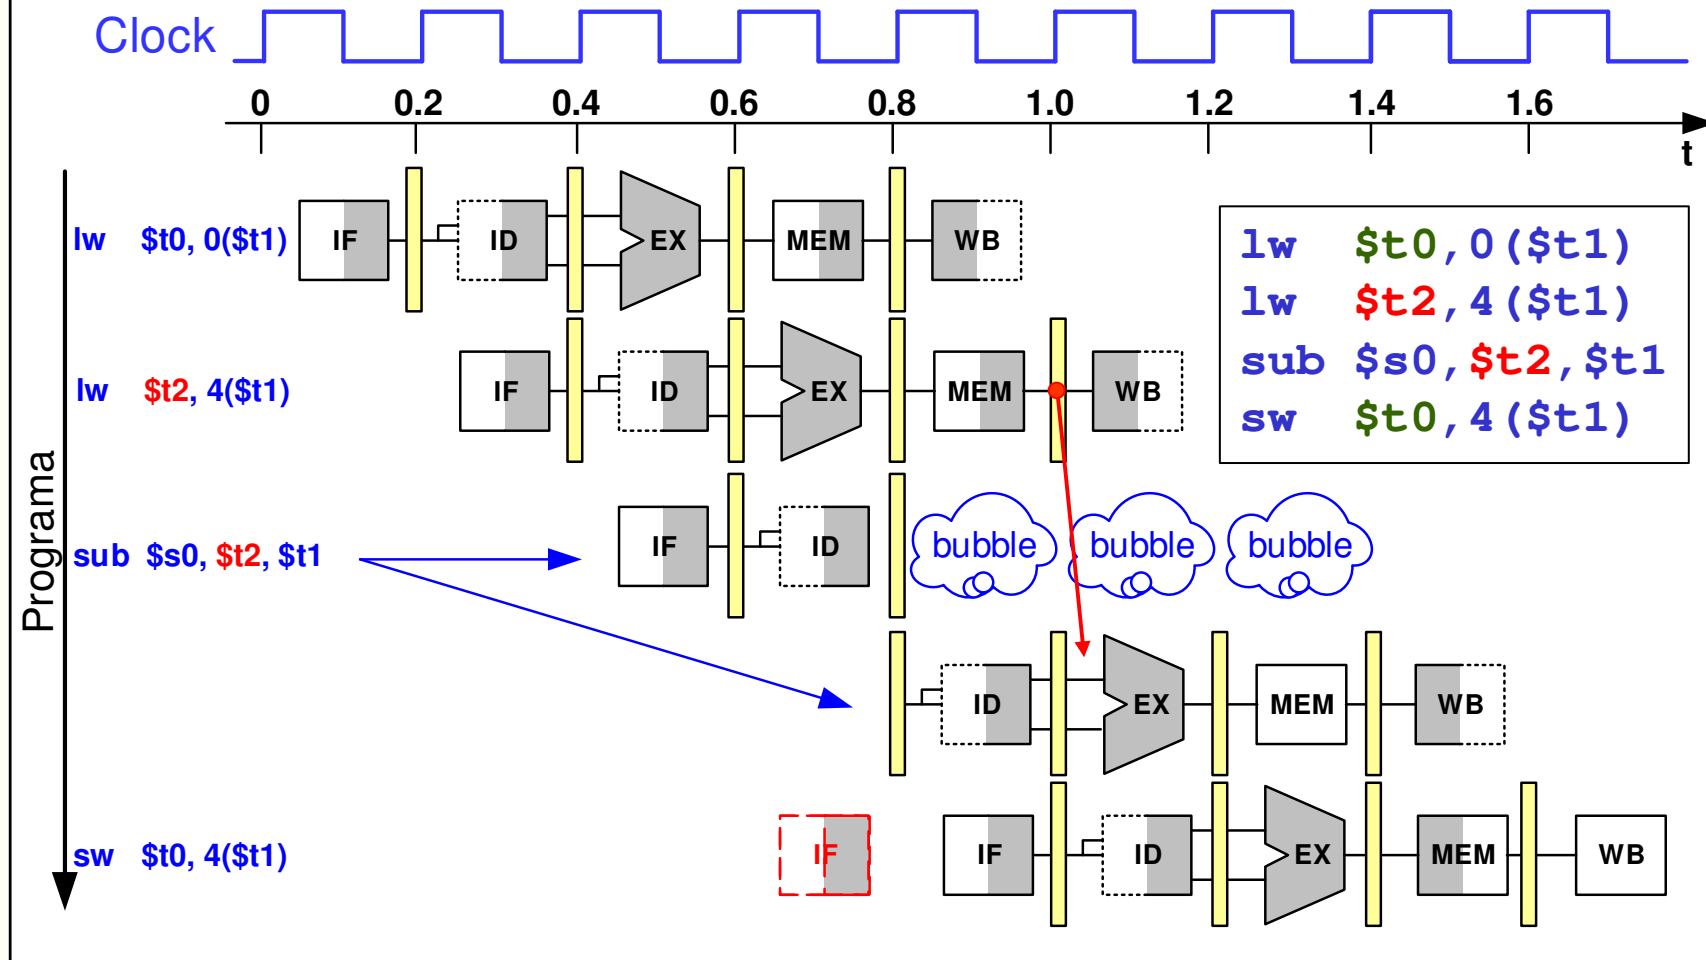 Clock
0 0.2 0.4 0.6 0.8 1.0 1.2 1.4 1.6
t
Programa
lw $t0, 0($t1) IF ID EX MEM WB
lw $t2, 4($t1) IF ID EX MEM WB
sub $s0, $t2, $t1 IF ID bubble bubble bubble
ID EX MEM WB
sw $t0, 4($t1) IF IF ID EX MEM WB
lw $t0,0($t1)
lw $t2,4($t1)
sub $s0,$t2,$t1
sw $t0,4($t1)